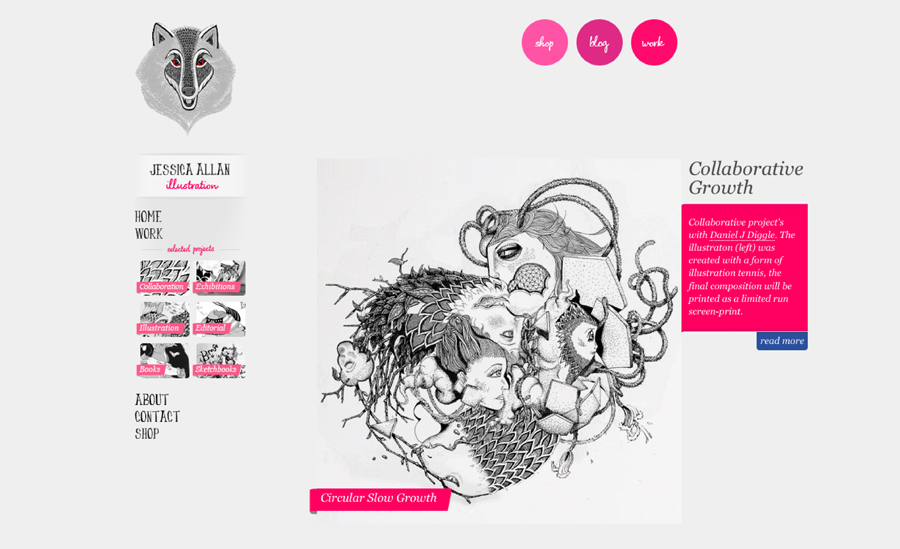 shop
blog
work
JESSICA ALLAN
illustration
HOME
WORK
selected projects
Collaboration
Exhibitions
Illustration
Editorial
Books
Sketchbooks
ABOUT
CONTACT
SHOP
Circular Slow Growth
Collaborative
Growth
Collaborative project's
with Daniel J Diggle. The
illustraton (left) was
created with a form of
illustration tennis, the
final composition will be
printed as a limited run
screen-print.
read more